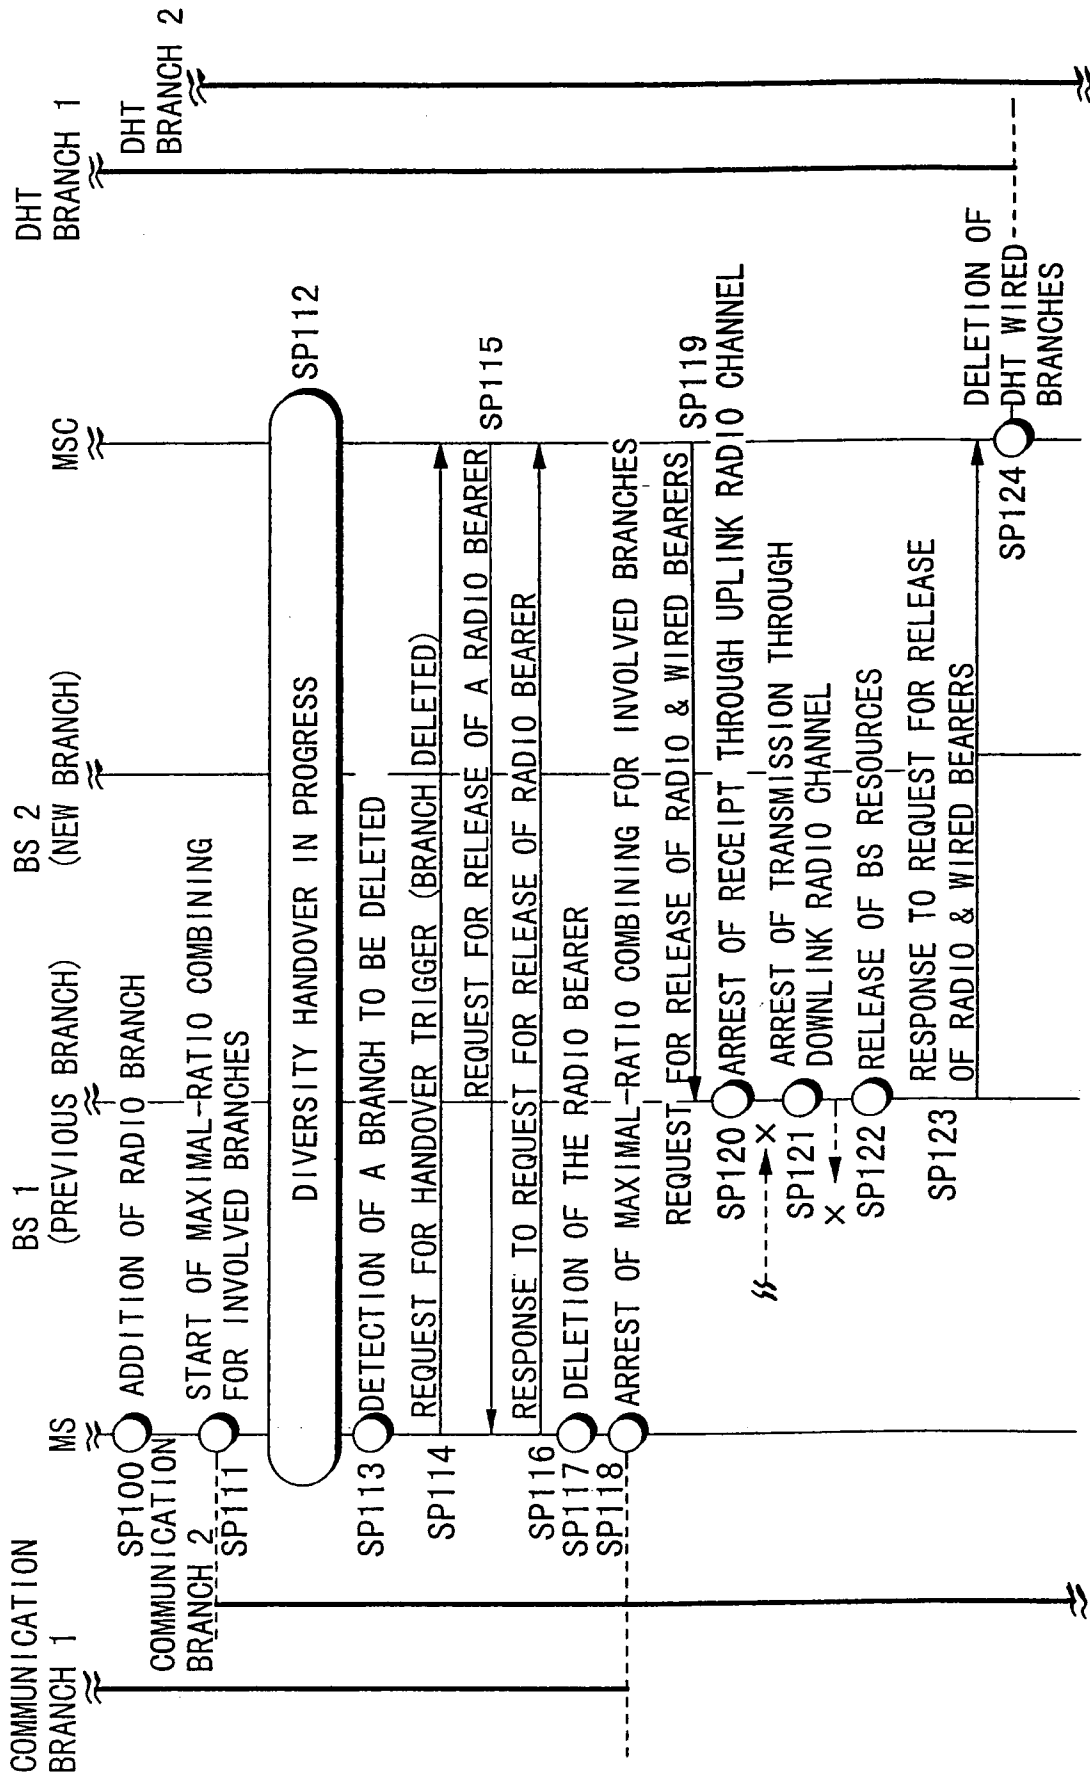 COMMUNICATION
BRANCH 1
MS
BS 1
(PREVIOUS BRANCH)
BS 2
(NEW BRANCH)
MSC
DHT
BRANCH 1
DHT
BRANCH 2
SP100
ADDITION OF RADIO BRANCH
COMMUNICATION
BRANCH 2
SP111
START OF MAXIMAL-RATIO COMBINING
FOR INVOLVED BRANCHES
DIVERSITY HANDOVER IN PROGRESS
SP112
SP113
DETECTION OF A BRANCH TO BE DELETED
SP114
REQUEST FOR HANDOVER TRIGGER (BRANCH DELETED)
REQUEST FOR RELEASE OF A RADIO BEARER
SP115
SP116
RESPONSE TO REQUEST FOR RELEASE OF RADIO BEARER
SP117
DELETION OF THE RADIO BEARER
SP118
ARREST OF MAXIMAL-RATIO COMBINING FOR INVOLVED BRANCHES
REQUEST FOR RELEASE OF RADIO & WIRED BEARERS
SP119
SP120
ARREST OF RECEIPT THROUGH UPLINK RADIO CHANNEL
X
SP121
ARREST OF TRANSMISSION THROUGH
DOWNLINK RADIO CHANNEL
X
SP122
RELEASE OF BS RESOURCES
SP123
RESPONSE TO REQUEST FOR RELEASE
OF RADIO & WIRED BEARERS
SP124
DELETION OF
DHT WIRED
BRANCHES